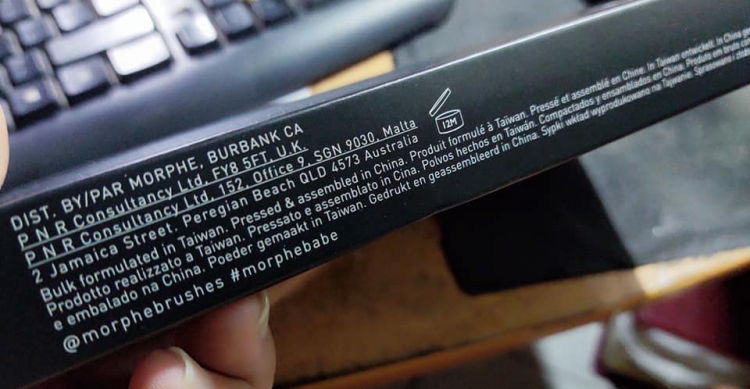 DIST. BY/PAR MORPHE, BURBANK CA
P N R Consultancy Ltd, FY8 5FT, U.K.
P N R Consultancy Ltd, 152, Office 9, SGN 9030, Malta
2 Jamaica Street, Peregian Beach QLD 4573 Australia
Bulk formulated in Taiwan. Pressed & assembled in China. Produit formulé à Taiwan. Pressé et assemblé en Chine. In Taiwan entwickelt. In China
Prodotto realizzato a Taiwan. Pressato e assemblato in Cina. Polvos hechos en Taiwán. Compactados y ensamblados en China. Produto em bruto
e embalado na China. Poeder gemaakt in Taiwan. Gedrukt en geassembleerd in China. Sypki wkład wyprodukowano na Tajwanie. Sprasowano i
@morphebrushes #morphebabe
12M